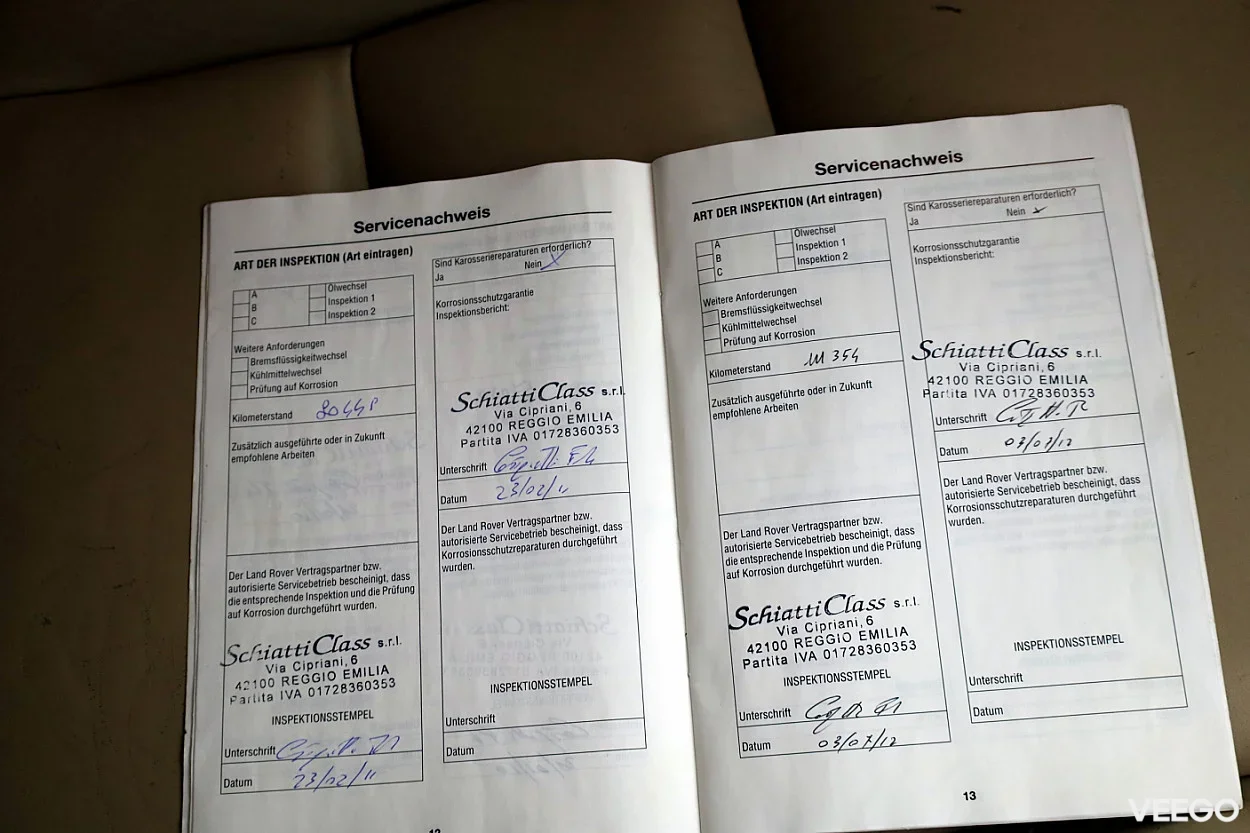 Servicenachweis
ART DER INSPEKTION (Art eintragen)
A
B
C
Ölwechsel
Inspektion 1
Inspektion 2
Weitere Anforderungen
Bremsflüssigkeitwechsel
Kühlmittelwechsel
Prüfung auf Korrosion
Kilometerstand
Zusätzlich ausgeführte oder in Zukunft
empfohlene Arbeiten
Der Land Rover Vertragspartner bzw.
autorisierte Servicebetrieb bescheinigt, dass
die entsprechende Inspektion und die Prüfung
auf Korrosion durchgeführt wurden.
SchiattiClass s.r.l.
Via Cipriani, 6
42100 REGGIO EMILIA
Partita IVA 01728360353
INSPEKTIONSSTEMPEL
Unterschrift
Datum 23/02/11
Sind Karosseriereparaturen erforderlich?
Ja Nein
Korrosionsschutzgarantie
Inspektionsbericht:
SchiattiClass s.r.l.
Via Cipriani, 6
42100 REGGIO EMILIA
Partita IVA 01728360353
Unterschrift
Datum 23/02/11
Der Land Rover Vertragspartner bzw.
autorisierte Servicebetrieb bescheinigt, dass
Korrosionsschutzreparaturen durchgeführt
wurden.
INSPEKTIONSSTEMPEL
Unterschrift
Datum
12
Servicenachweis
ART DER INSPEKTION (Art eintragen)
A
B
C
Ölwechsel
Inspektion 1
Inspektion 2
Weitere Anforderungen
Bremsflüssigkeitwechsel
Kühlmittelwechsel
Prüfung auf Korrosion
Kilometerstand
Zusätzlich ausgeführte oder in Zukunft
empfohlene Arbeiten
Der Land Rover Vertragspartner bzw.
autorisierte Servicebetrieb bescheinigt, dass
die entsprechende Inspektion und die Prüfung
auf Korrosion durchgeführt wurden.
SchiattiClass s.r.l.
Via Cipriani, 6
42100 REGGIO EMILIA
Partita IVA 01728360353
INSPEKTIONSSTEMPEL
Unterschrift
Datum 03/07/12
Sind Karosseriereparaturen erforderlich?
Ja Nein
Korrosionsschutzgarantie
Inspektionsbericht:
SchiattiClass s.r.l.
Via Cipriani, 6
42100 REGGIO EMILIA
Partita IVA 01728360353
Unterschrift
Datum 03/07/12
Der Land Rover Vertragspartner bzw.
autorisierte Servicebetrieb bescheinigt, dass
Korrosionsschutzreparaturen durchgeführt
wurden.
INSPEKTIONSSTEMPEL
Unterschrift
Datum
13
VEEGO